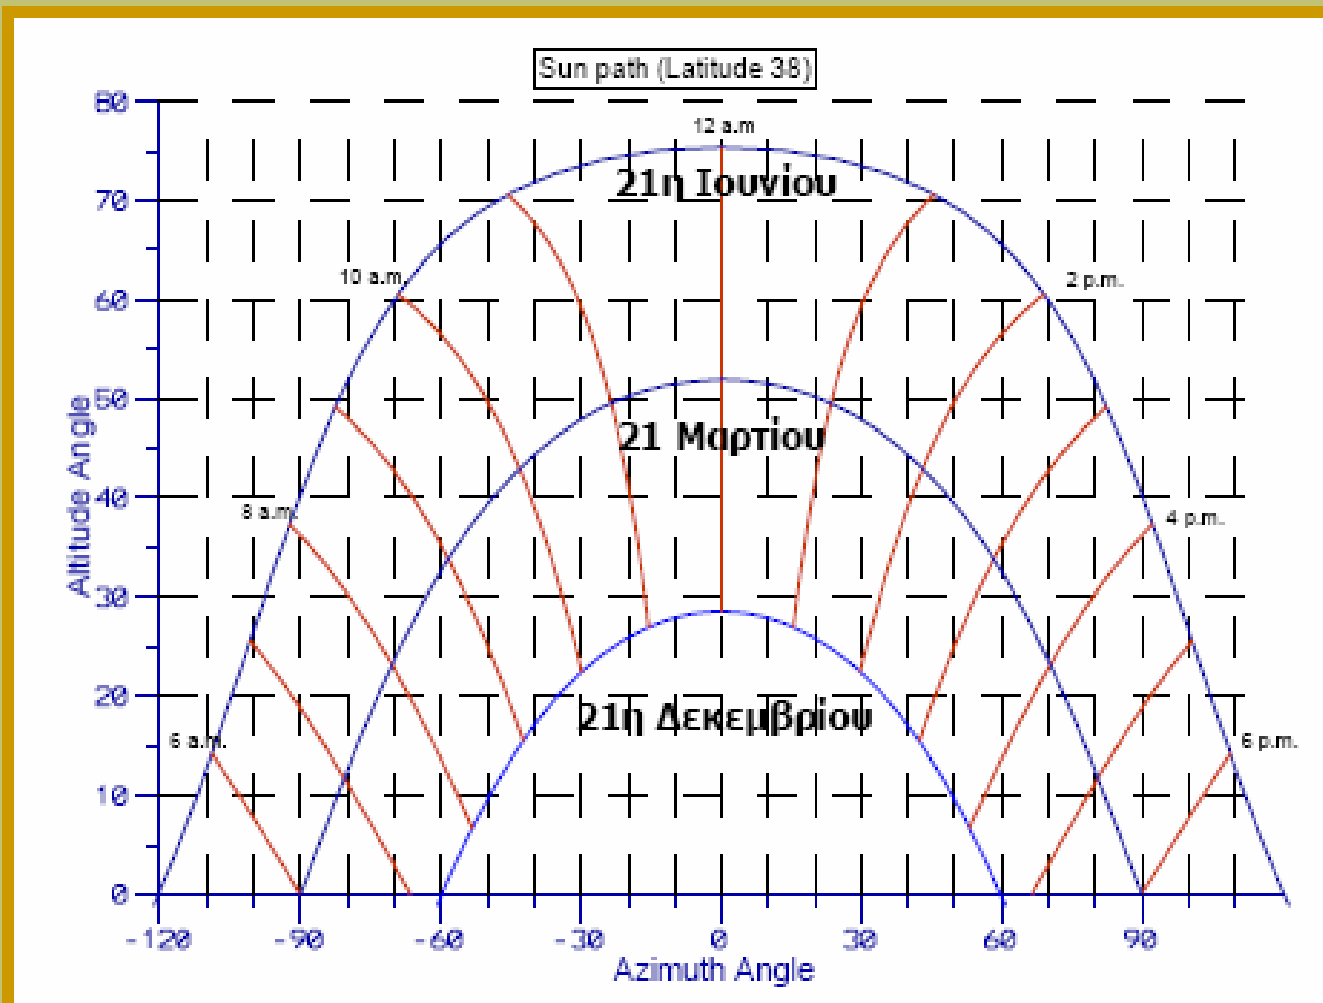 Sun path (Latitude 38)
80
12 a.m
21η Ιουνίου
70
10 a.m.
2 p.m.
60
50
21 Μαρτίου
Altitude Angle
40
8 a.m.
4 p.m.
30
20
21η Δεκεμβρίου
6 a.m.
6 p.m.
10
0
-120 -90 -60 -30 0 30 60 90
Azimuth Angle